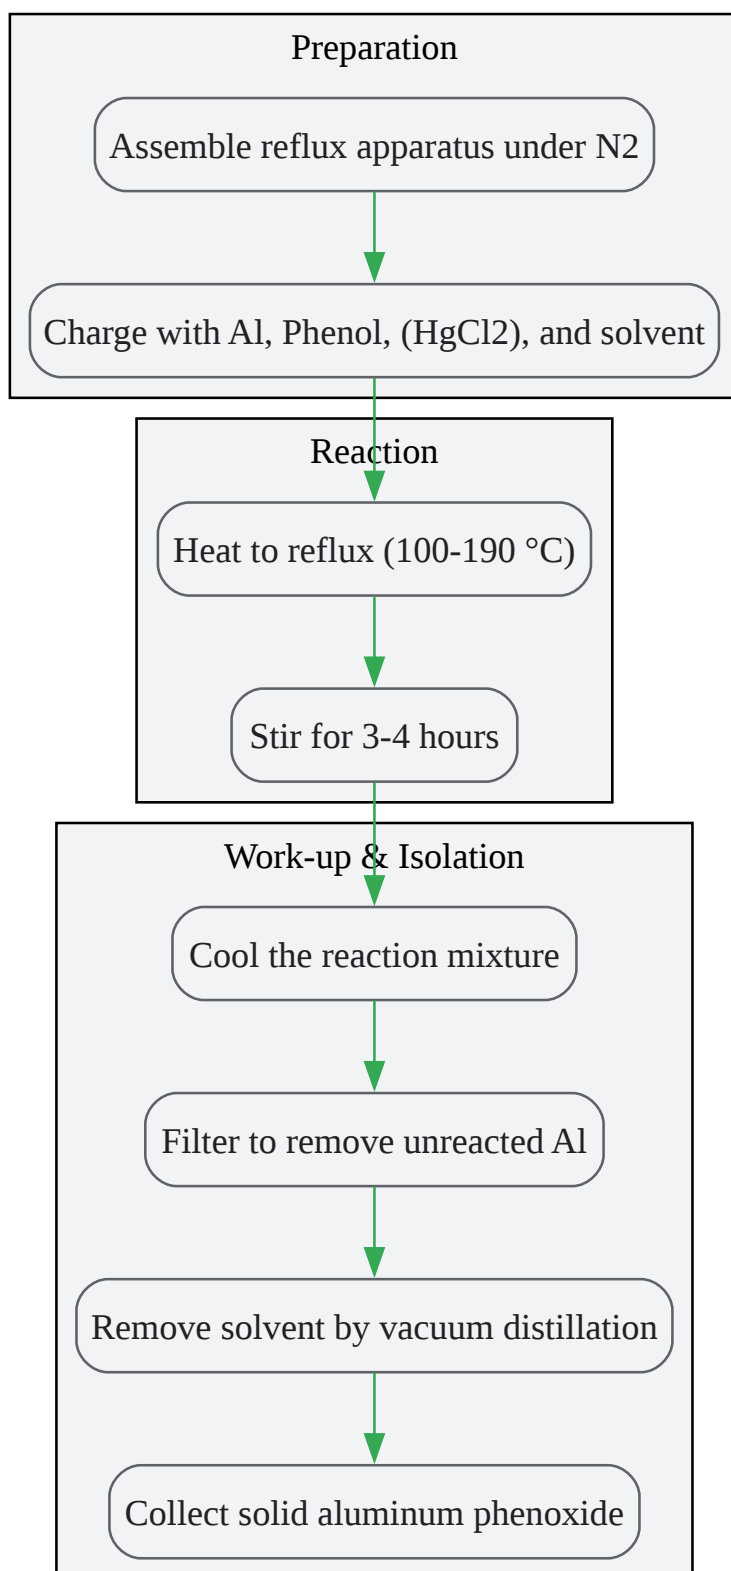 Preparation
Assemble reflux apparatus under N2
Charge with Al, Phenol, (HgCl2), and solvent
Reaction
Heat to reflux (100-190 °C)
Stir for 3-4 hours
Work-up & Isolation
Cool the reaction mixture
Filter to remove unreacted Al
Remove solvent by vacuum distillation
Collect solid aluminum phenoxide